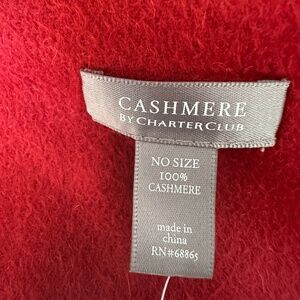 CASHMERE
BY CHARTER CLUB
NO SIZE
100%
CASHMERE
made in
china
RN#68865